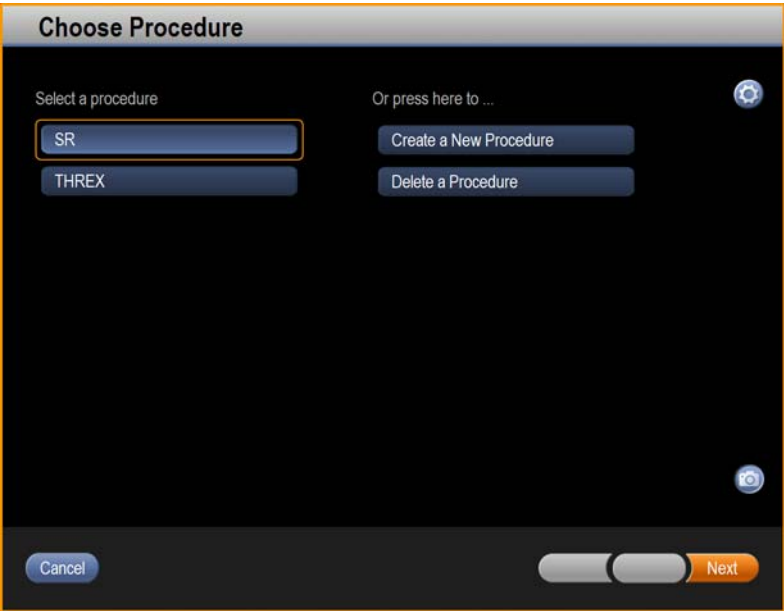 Choose Procedure
Select a procedure
SR
THREX
Or press here to ...
Create a New Procedure
Delete a Procedure
Cancel
Next